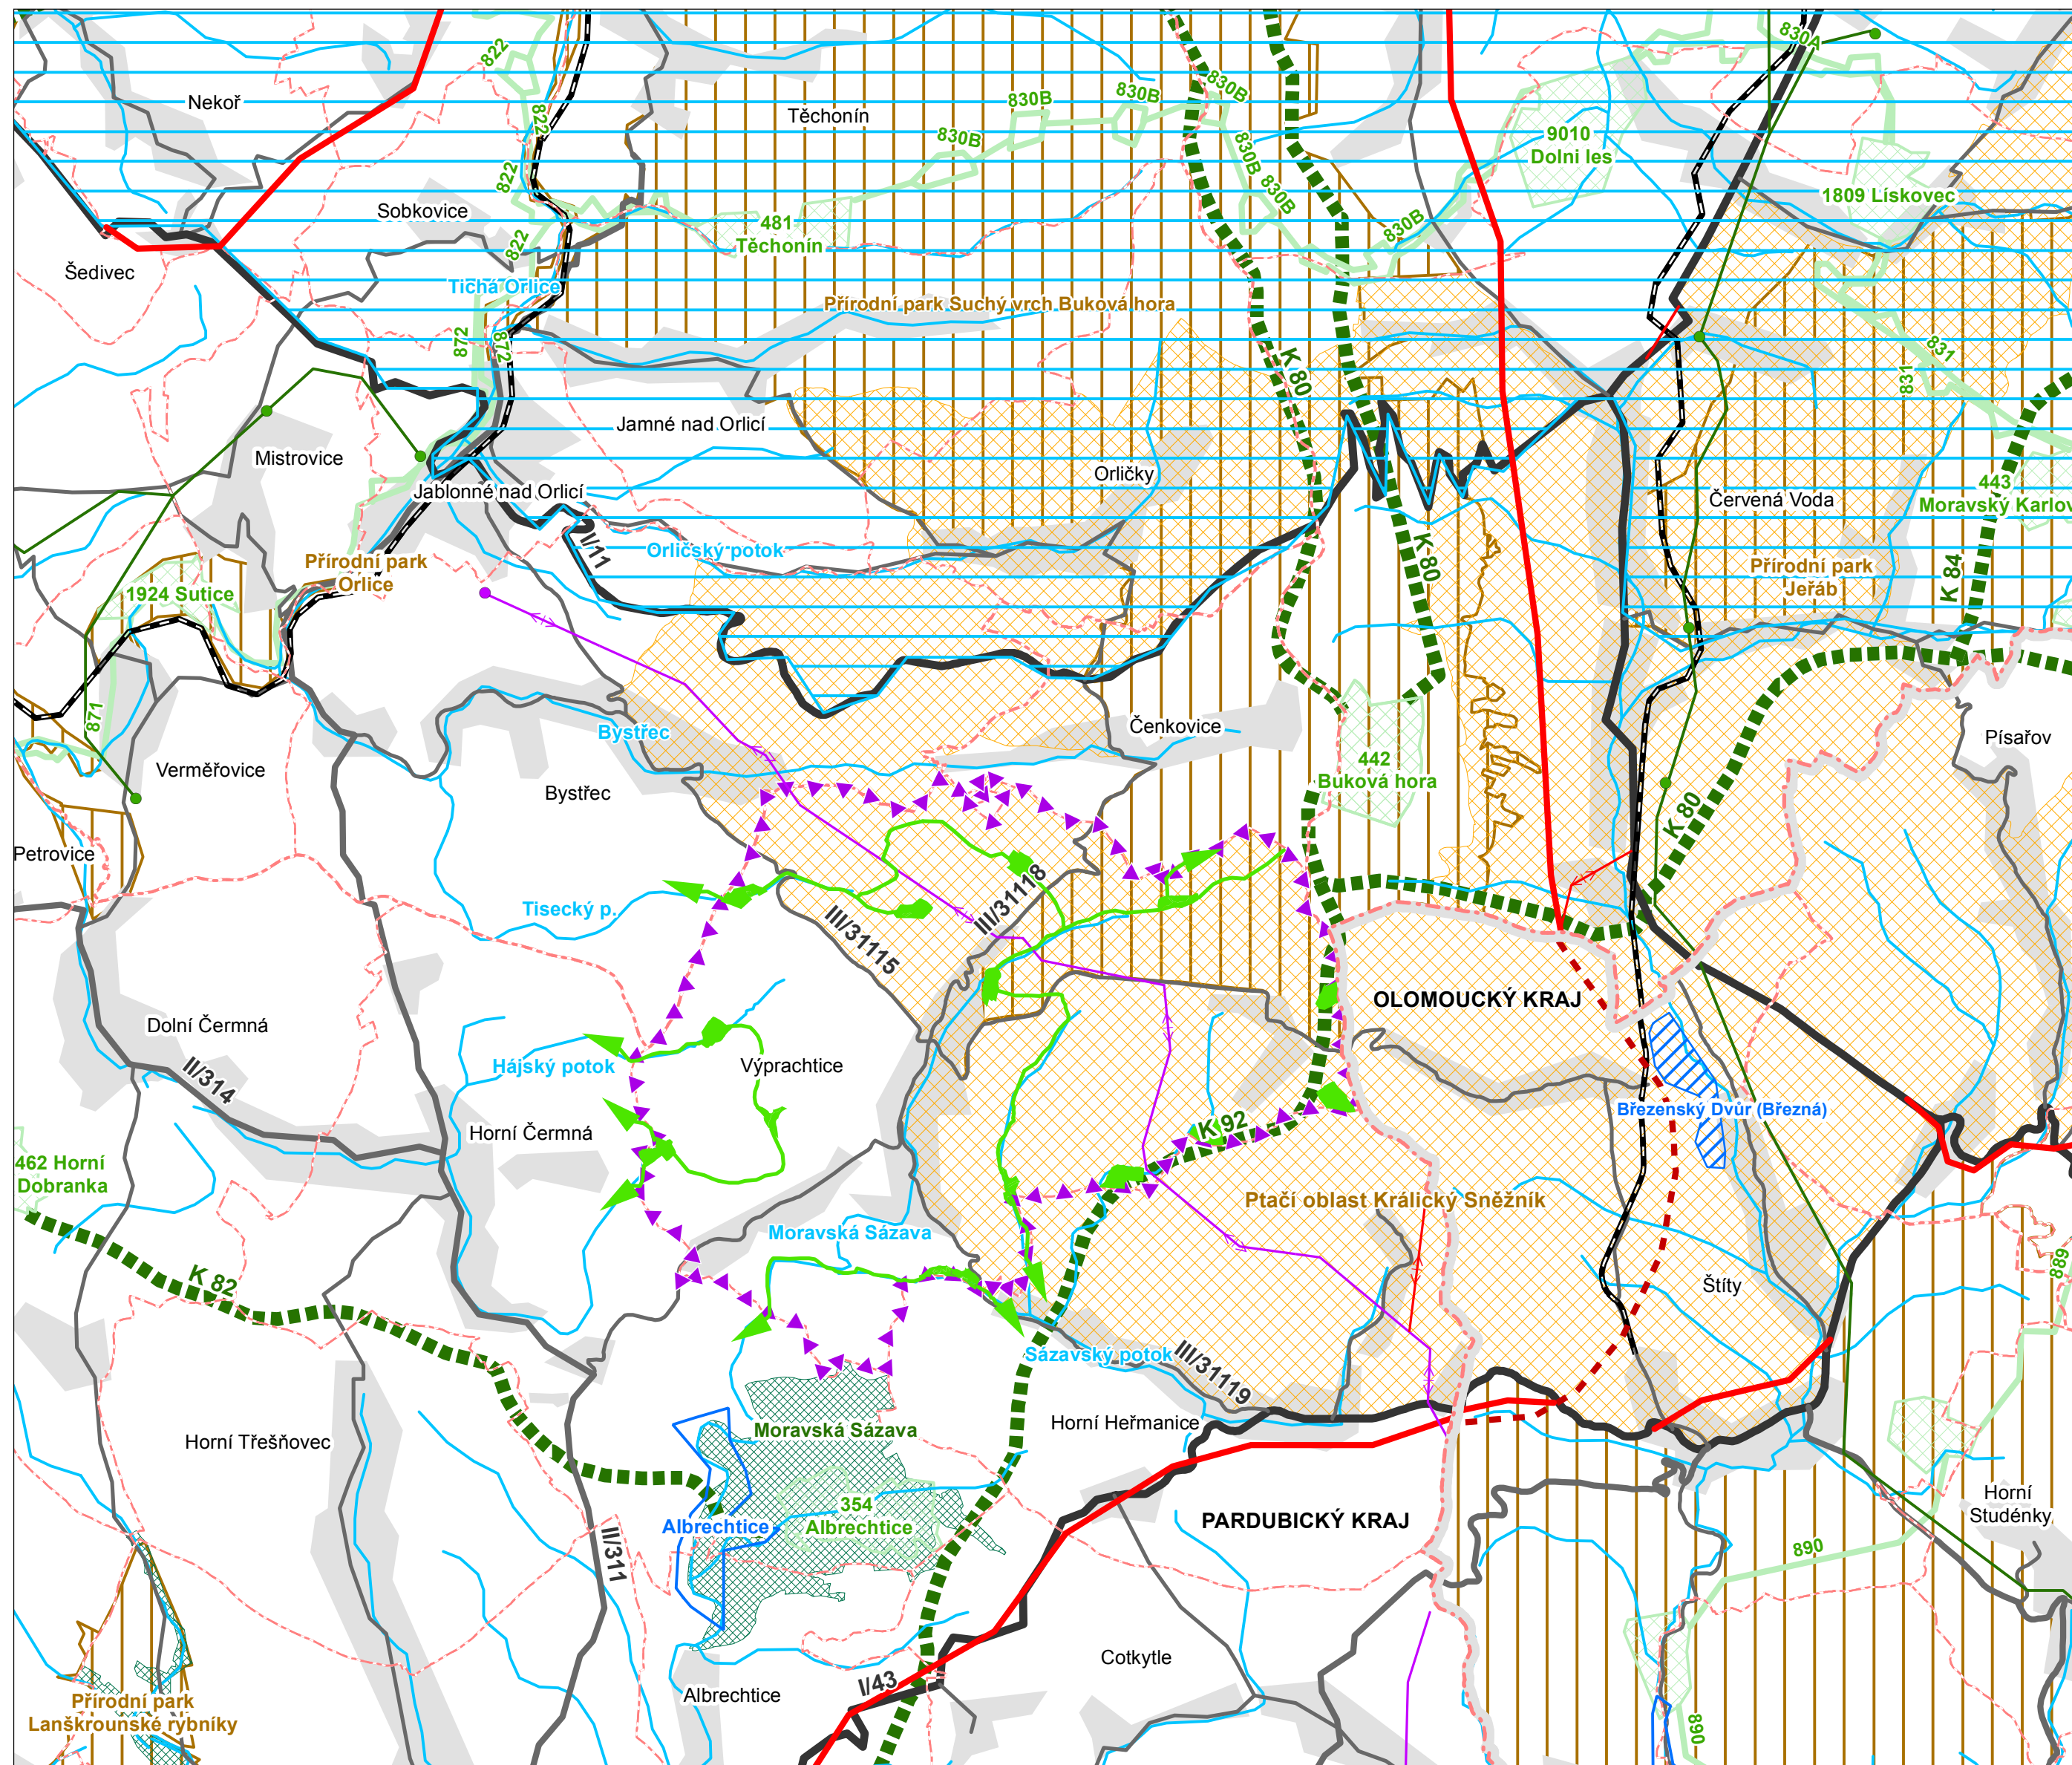 822
830A
Nekoř
830B
830B
830B
Těchonín
822
830B
9010
Dolni les
830B
822
830B
1809 Lískovec
Sobkovice
481
Těchonín
830B
822
Šedivec
Tichá Orlice
Přírodní park Suchý vrch Buková hora
872
872
831
K 80
831
Jamné nad Orlicí
Mistrovice
Orličky
443
Moravský Karlov
Červená Voda
Jablonné nad Orlicí
I/11
Orličský potok
K 80
Přírodní park
Orlice
Přírodní park
Jeřáb
K 84
1924 Sutice
871
Bystřec
Čenkovice
Písařov
Verměřovice
442
Buková hora
Bystřec
K 80
Petrovice
III/31118
Tisecký p.
III/31115
OLOMOUCKÝ KRAJ
Dolní Čermná
Hájský potok
Výprachtice
II/314
Březenský Dvůr (Březná)
Horní Čermná
K 92
462 Horní
Dobranka
Ptačí oblast Králický Sněžník
Moravská Sázava
889
K 82
Štíty
Sázavský potok
III/31119
Horní Heřmanice
Moravská Sázava
Horní Třešňovec
Horní
Studénky
354
Albrechtice
Albrechtice
PARDUBICKÝ KRAJ
II/311
890
Cotkytle
I/43
Albrechtice
Přírodní park
Lanškrounské rybníky
890